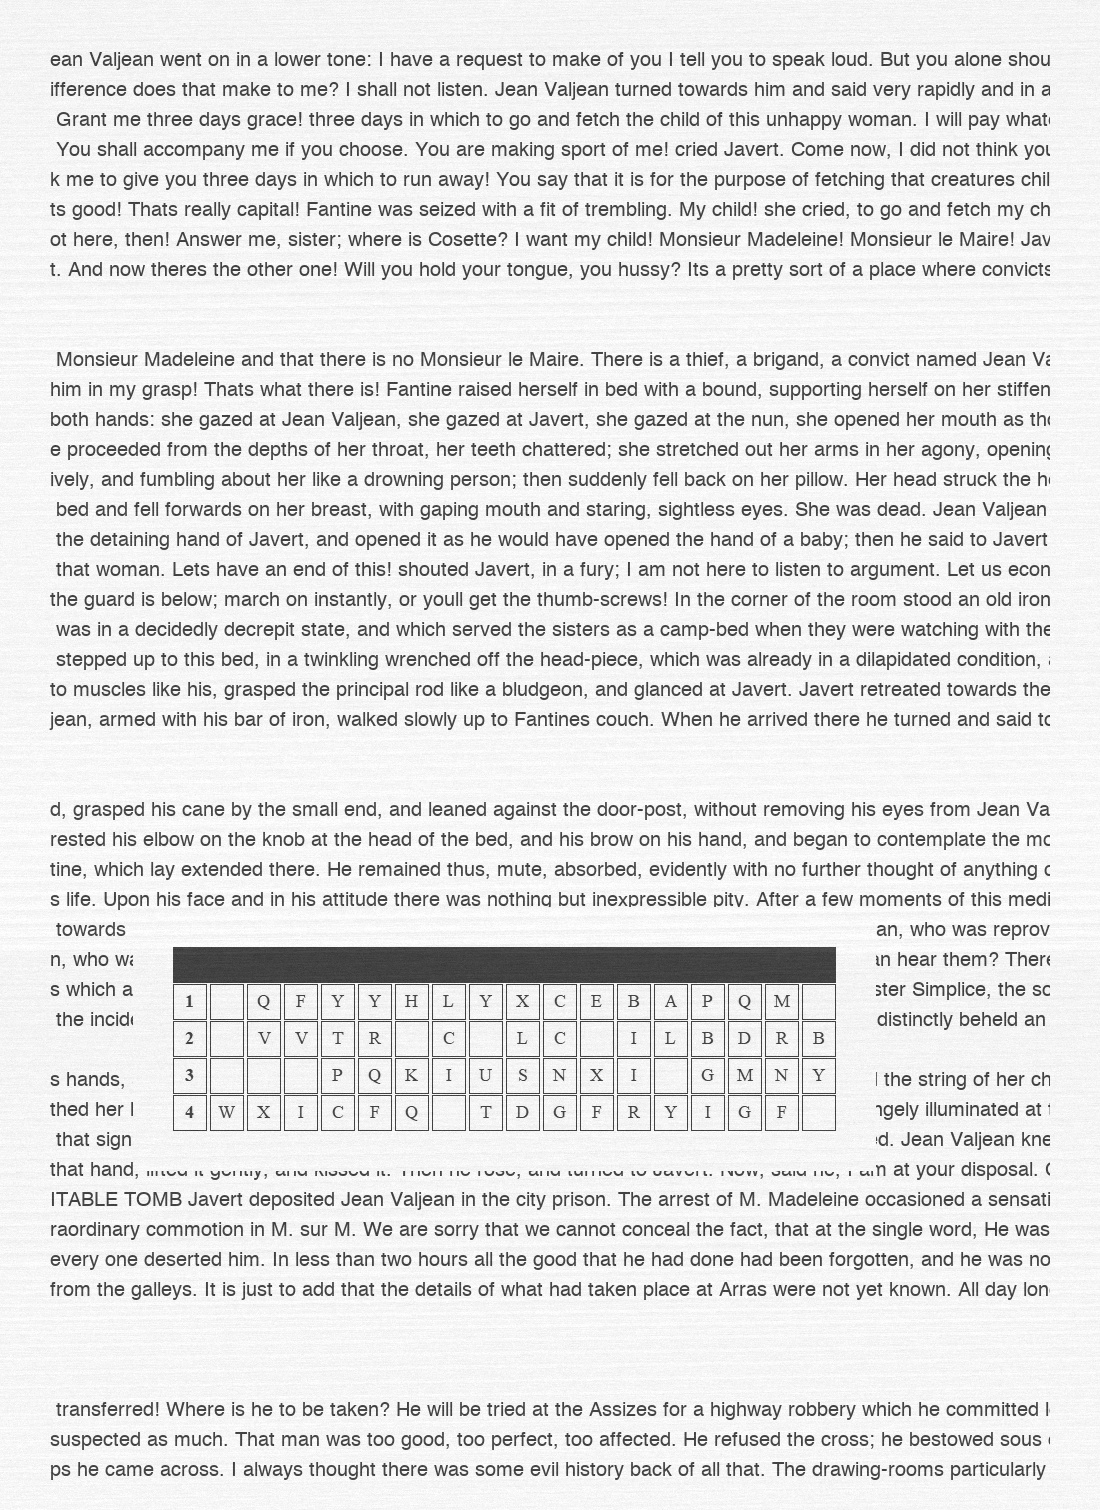 ean Valjean went on in a lower tone: I have a request to make of you I tell you to speak loud. But you alone shou
ifference does that make to me? I shall not listen. Jean Valjean turned towards him and said very rapidly and in a
Grant me three days grace! three days in which to go and fetch the child of this unhappy woman. I will pay what
You shall accompany me if you choose. You are making sport of me! cried Javert. Come now, I did not think you
k me to give you three days in which to run away! You say that it is for the purpose of fetching that creatures chil
ts good! Thats really capital! Fantine was seized with a fit of trembling. My child! she cried, to go and fetch my ch
ot here, then! Answer me, sister; where is Cosette? I want my child! Monsieur Madeleine! Monsieur le Maire! Jav
t. And now theres the other one! Will you hold your tongue, you hussy? Its a pretty sort of a place where convicts
Monsieur Madeleine and that there is no Monsieur le Maire. There is a thief, a brigand, a convict named Jean Va
him in my grasp! Thats what there is! Fantine raised herself in bed with a bound, supporting herself on her stiffen
both hands: she gazed at Jean Valjean, she gazed at Javert, she gazed at the nun, she opened her mouth as tho
e proceeded from the depths of her throat, her teeth chattered; she stretched out her arms in her agony, opening
ively, and fumbling about her like a drowning person; then suddenly fell back on her pillow. Her head struck the he
bed and fell forwards on her breast, with gaping mouth and staring, sightless eyes. She was dead. Jean Valjean
the detaining hand of Javert, and opened it as he would have opened the hand of a baby; then he said to Javert
that woman. Lets have an end of this! shouted Javert, in a fury; I am not here to listen to argument. Let us econ
the guard is below; march on instantly, or youll get the thumb-screws! In the corner of the room stood an old iron
was in a decidedly decrepit state, and which served the sisters as a camp-bed when they were watching with the
stepped up to this bed, in a twinkling wrenched off the head-piece, which was already in a dilapidated condition,
to muscles like his, grasped the principal rod like a bludgeon, and glanced at Javert. Javert retreated towards the
jean, armed with his bar of iron, walked slowly up to Fantines couch. When he arrived there he turned and said to
d, grasped his cane by the small end, and leaned against the door-post, without removing his eyes from Jean Va
rested his elbow on the knob at the head of the bed, and his brow on his hand, and began to contemplate the mo
tine, which lay extended there. He remained thus, mute, absorbed, evidently with no further thought of anything
s life. Upon his face and in his attitude there was nothing but inexpressible pity. After a few moments of this medi
towards an, who was reprov
n, who an hear them? There
s which a ster Simplice, the
the distinctly beheld an
1 Q F Y Y H L Y X C E B A P Q M
2 V V T R C L C I L B D R B
3 P Q K I U S N X I G M N Y
4 W X I C F Q T D G F R Y I G F
s hands, the string of her ch
thed her ngely illuminated at
that sign ed. Jean Valjean kne
that hand, lifted it gently, and kissed it. Then he rose, and turned to Javert. Now, said he, I am at your disposal.
ITABLE TOMB Javert deposited Jean Valjean in the city prison. The arrest of M. Madeleine occasioned a sensati
raordinary commotion in M. sur M. We are sorry that we cannot conceal the fact, that at the single word, He was
every one deserted him. In less than two hours all the good that he had done had been forgotten, and he was no
from the galleys. It is just to add that the details of what had taken place at Arras were not yet known. All day lon
transferred! Where is he to be taken? He will be tried at the Assizes for a highway robbery which he committed
suspected as much. That man was too good, too perfect, too affected. He refused the cross; he bestowed sous
ps he came across. I always thought there was some evil history back of all that. The drawing-rooms particularly